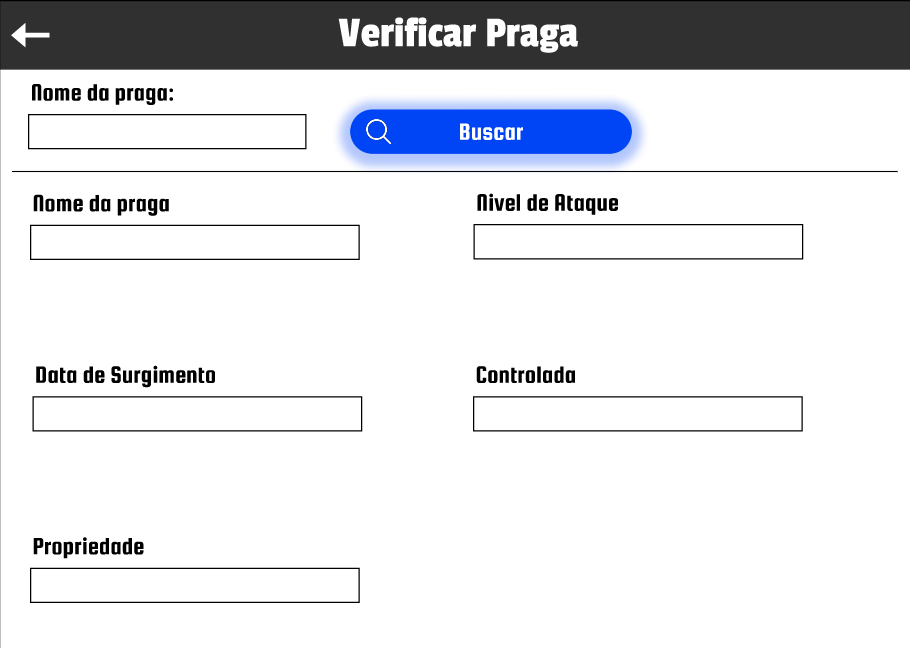 Verificar Praga
Nome da praga:
Buscar
Nome da praga
Nivel de Ataque
Data de Surgimento
Controlada
Propriedade